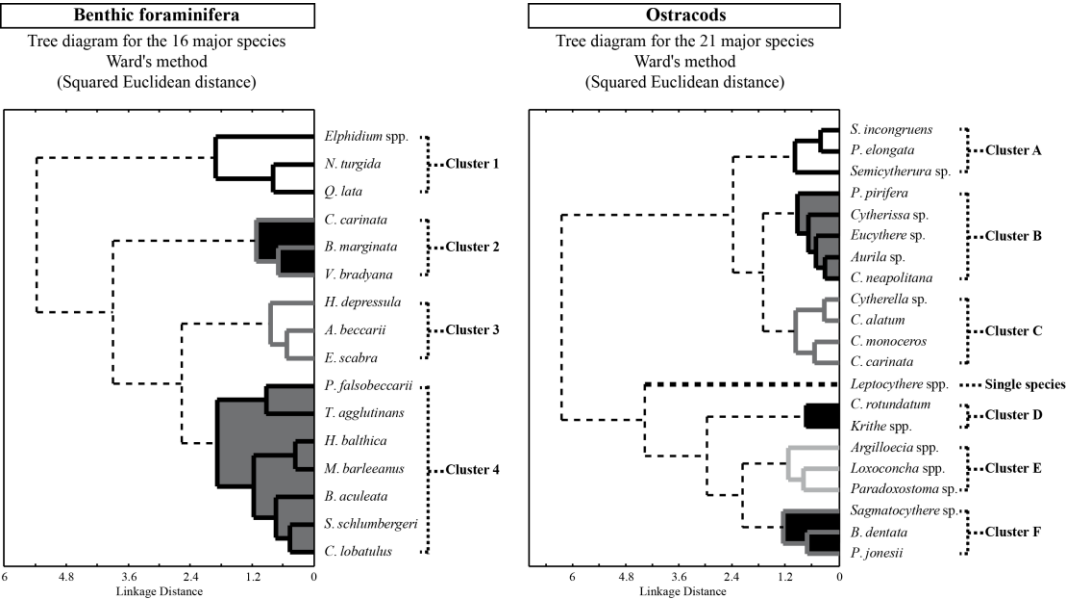 Benthic foraminifera
Tree diagram for the 16 major species
Ward's method
(Squared Euclidean distance)
Elphidium spp.
N. turgida
Q. lata
Cluster 1
C. carinata
B. marginata
V. bradyana
Cluster 2
H. depressula
A. beccarii
E. scabra
Cluster 3
P. falsobeccarii
T. agglutinans
H. balthica
M. barleeanus
B. aculeata
S. schlumbergeri
C. lobatulus
Cluster 4
6 4.8 3.6 2.4 1.2 0
Linkage Distance
Ostracods
Tree diagram for the 21 major species
Ward's method
(Squared Euclidean distance)
S. incongruens
P. elongata
Semicytherura sp.
Cluster A
P. pirifera
Cytherissa sp.
Eucythere sp.
Aurila sp.
C. neapolitana
Cluster B
Cytherella sp.
C. alatum
C. monoceros
C. carinata
Cluster C
Leptocythere spp.
Single species
C. rotundatum
Krithe spp.
Cluster D
Argilloecia spp.
Loxoconcha spp.
Paradoxostoma sp.
Cluster E
Sagmatocythere sp.
B. dentata
P. jonesii
Cluster F
6 4.8 3.6 2.4 1.2 0
Linkage Distance